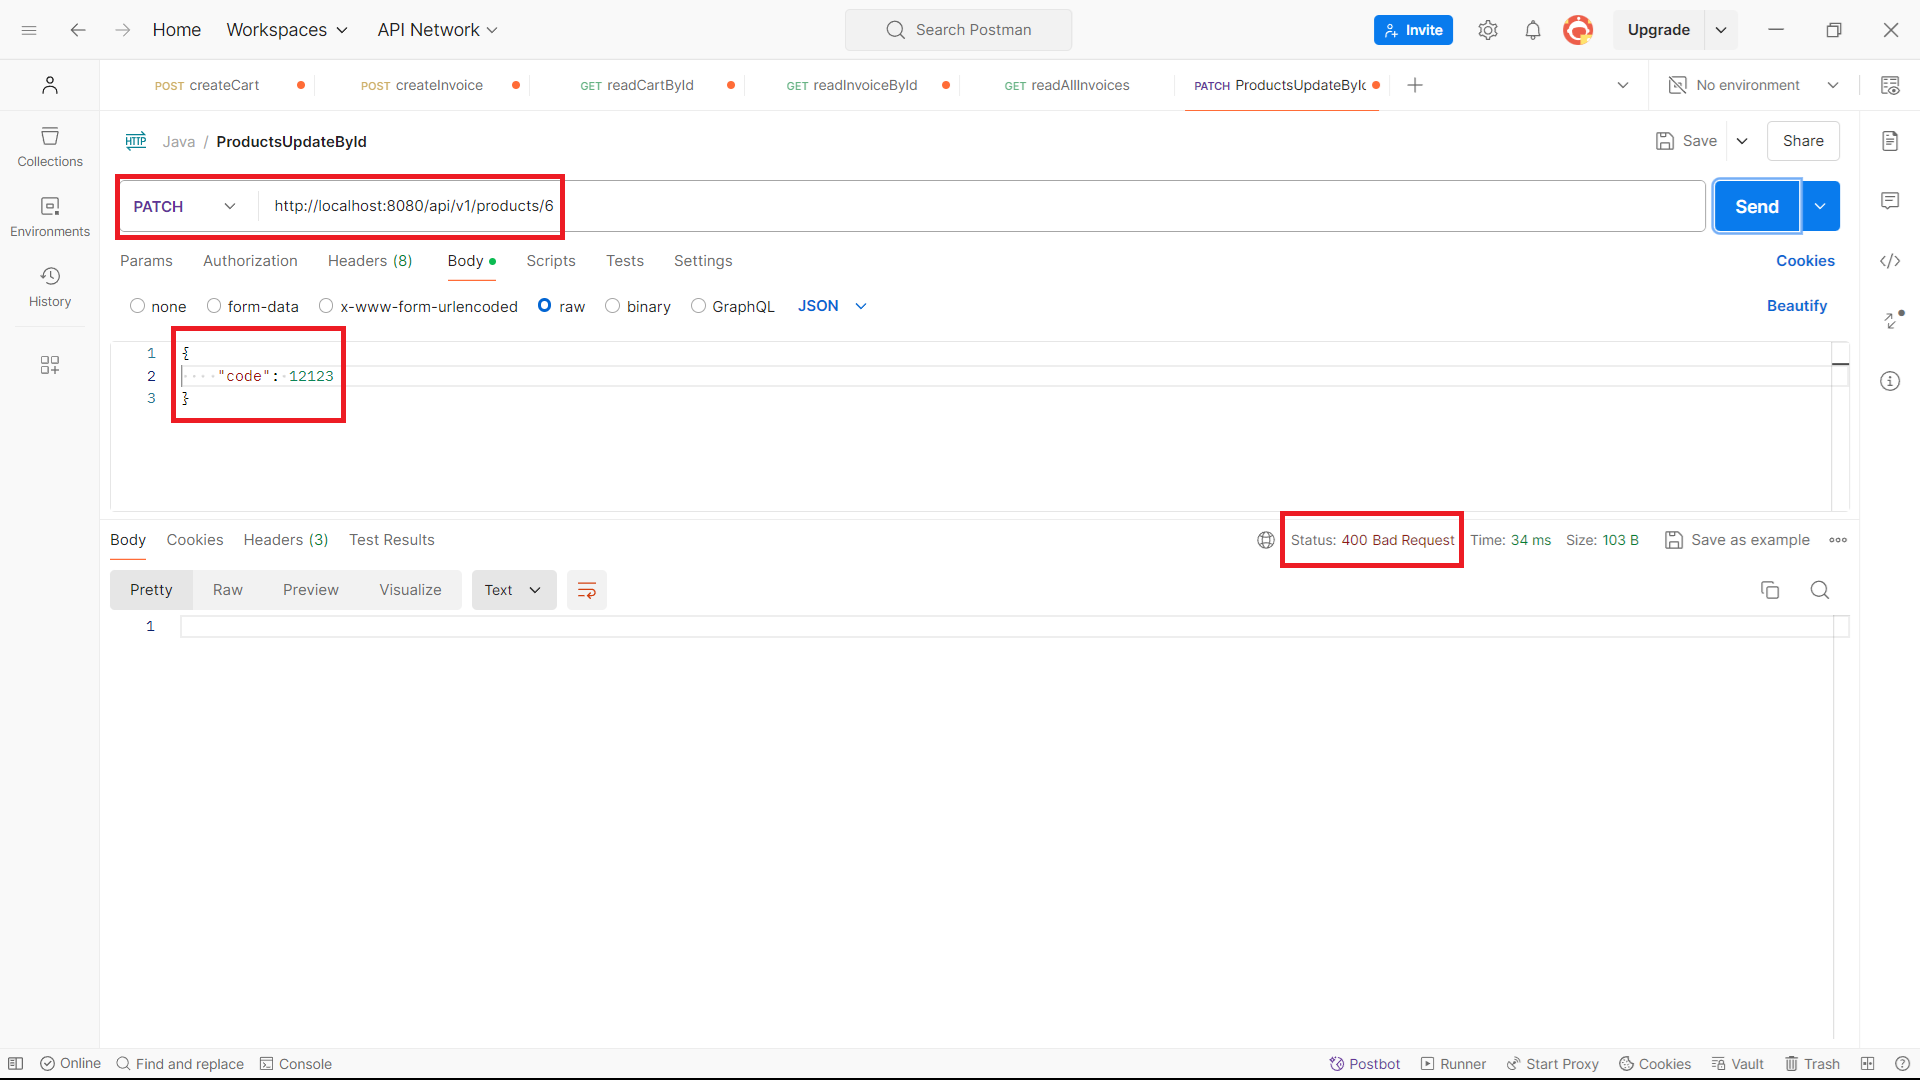 Home Workspaces API Network Search Postman Invite Upgrade
POST createCart POST createInvoice GET readCartById GET readInvoiceById GET readAllInvoices PATCH ProductsUpdateById No environment
HTTP Java / ProductsUpdateById Save Share
Collections
PATCH http://localhost:8080/api/v1/products/6 Send
Environments
Params Authorization Headers (8) Body Scripts Tests Settings Cookies
History
none form-data x-www-form-urlencoded raw binary GraphQL JSON Beautify
1 {
2 "code": 12123
3 }
Body Cookies Headers (3) Test Results Status: 400 Bad Request Time: 34 ms Size: 103 B Save as example
Pretty Raw Preview Visualize Text
1
Online Find and replace Console Postbot Runner Start Proxy Cookies Vault Trash